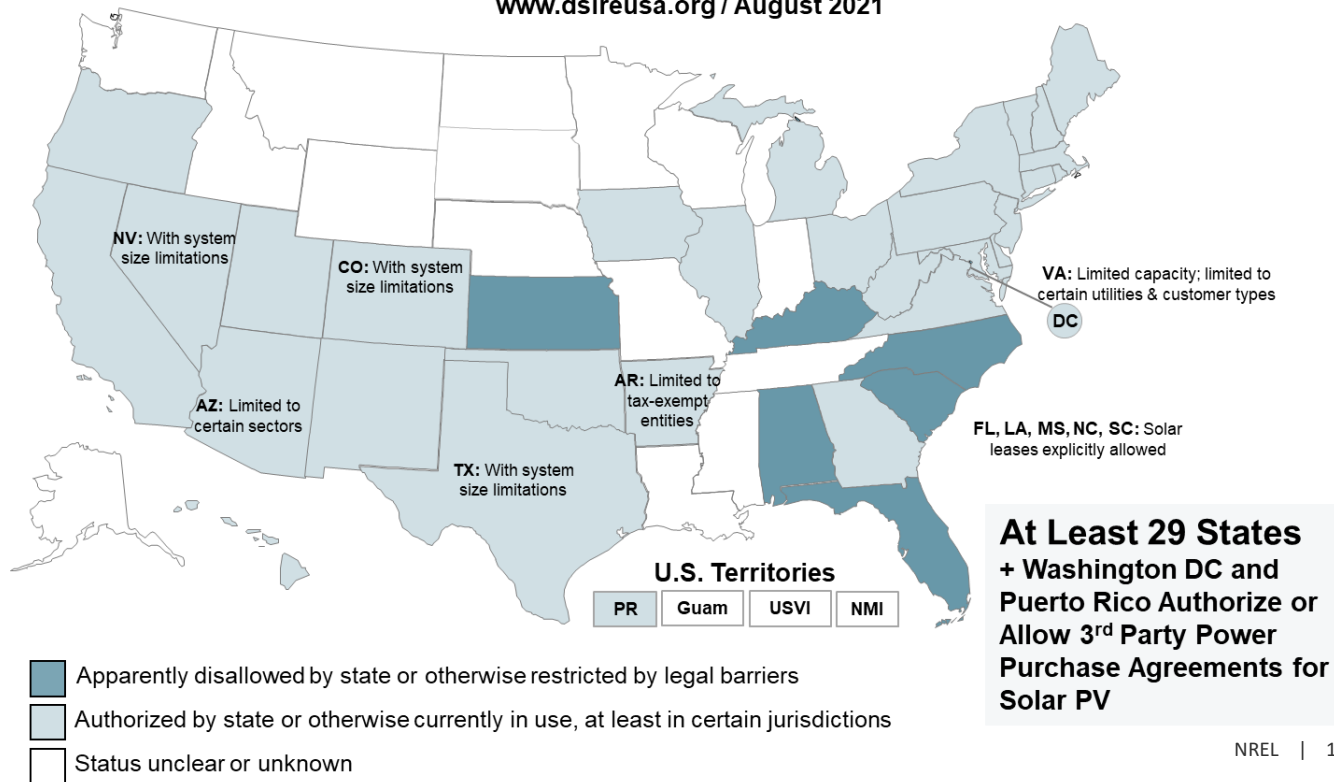 www.dsireusa.org / August 2021
NV: With system
size limitations
CO: With system
size limitations
VA: Limited capacity; limited to
certain utilities & customer types
DC
AZ: Limited to
certain sectors
AR: Limited to
tax-exempt
entities
TX: With system
size limitations
FL, LA, MS, NC, SC: Solar
leases explicitly allowed
U.S. Territories
PR
Guam
USVI
NMI
At Least 29 States
+ Washington DC and
Puerto Rico Authorize or
Allow 3rd Party Power
Purchase Agreements for
Solar PV
Apparently disallowed by state or otherwise restricted by legal barriers
Authorized by state or otherwise currently in use, at least in certain jurisdictions
Status unclear or unknown
NREL | 1